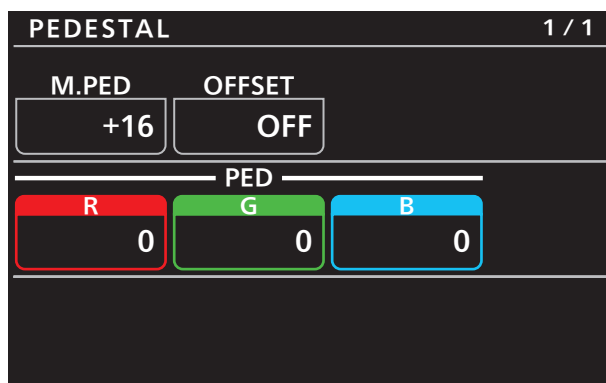 PEDESTAL 1 / 1
M.PED OFFSET
+16 OFF
PED
R G B
0 0 0